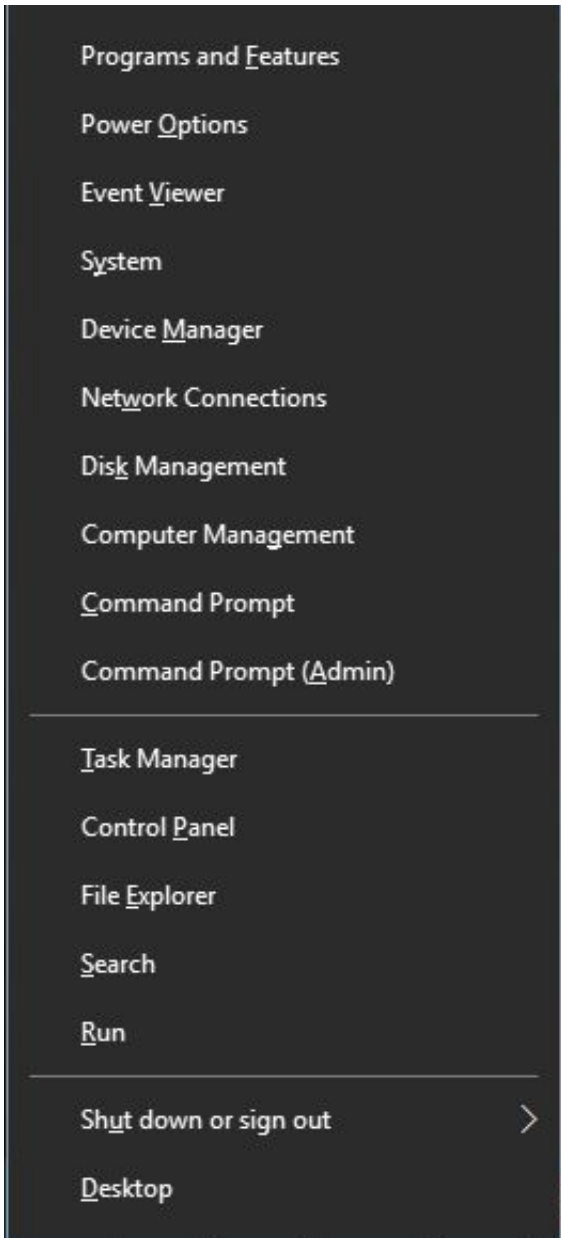 Programs and Features
Power Options
Event Viewer
System
Device Manager
Network Connections
Disk Management
Computer Management
Command Prompt
Command Prompt (Admin)
Task Manager
Control Panel
File Explorer
Search
Run
Shut down or sign out
Desktop